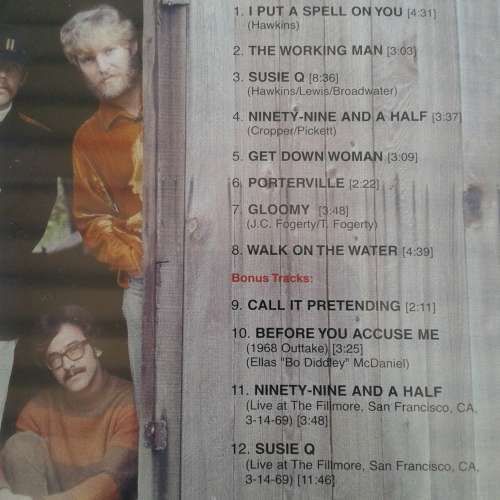 1. I PUT A SPELL ON YOU [4:31]
(Hawkins)
2. THE WORKING MAN [3:03]
3. SUSIE Q [8:36]
(Hawkins/Lewis/Broadwater)
4. NINETY-NINE AND A HALF [3:37]
(Cropper/Pickett)
5. GET DOWN WOMAN [3:09]
6. PORTERVILLE [2:22]
7. GLOOMY [3:48]
(J.C. Fogerty/T. Fogerty)
8. WALK ON THE WATER [4:39]
Bonus Tracks:
9. CALL IT PRETENDING [2:11]
10. BEFORE YOU ACCUSE ME
(1968 Outtake) [3:25]
(Ellas "Bo Diddley" McDaniel)
11. NINETY-NINE AND A HALF
(Live at The Fillmore, San Francisco, CA,
3-14-69) [3:48]
12. SUSIE Q
(Live at The Fillmore, San Francisco, CA,
3-14-69) [11:46]